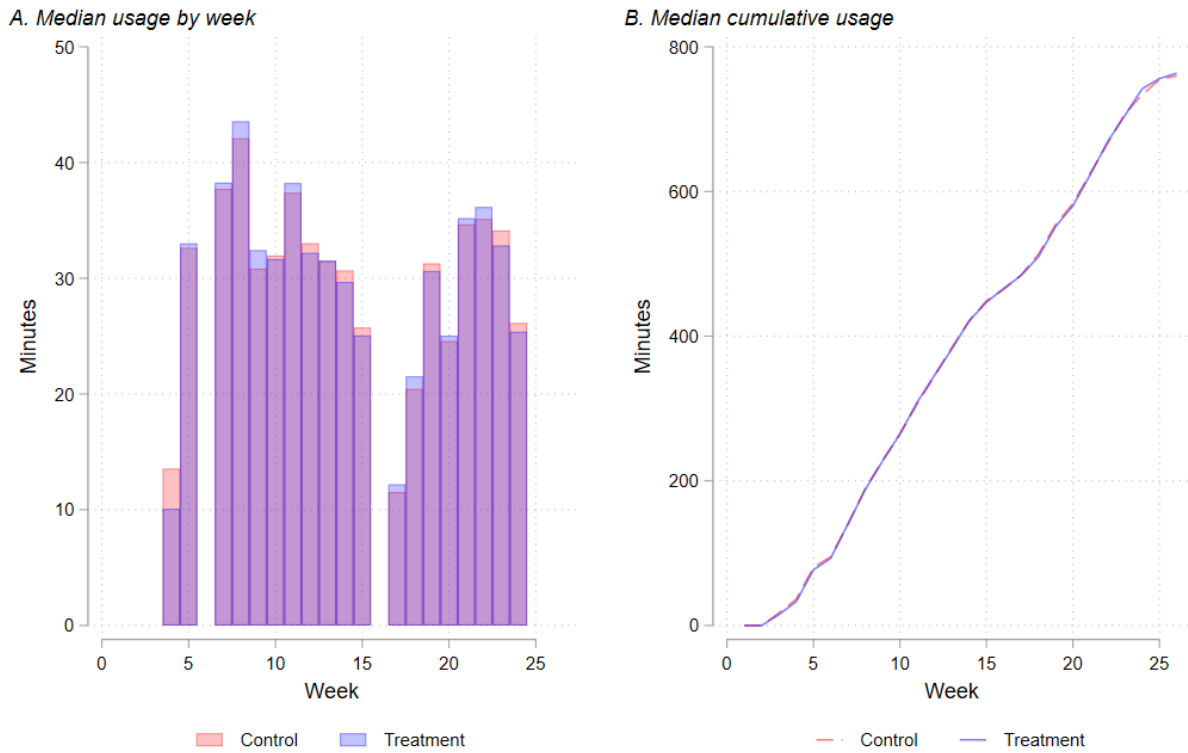 A. Median usage by week
50
40
30
20
10
0
Minutes
0 5 10 15 20 25
Week
Control Treatment
B. Median cumulative usage
800
600
400
200
0
Minutes
0 5 10 15 20 25
Week
Control Treatment